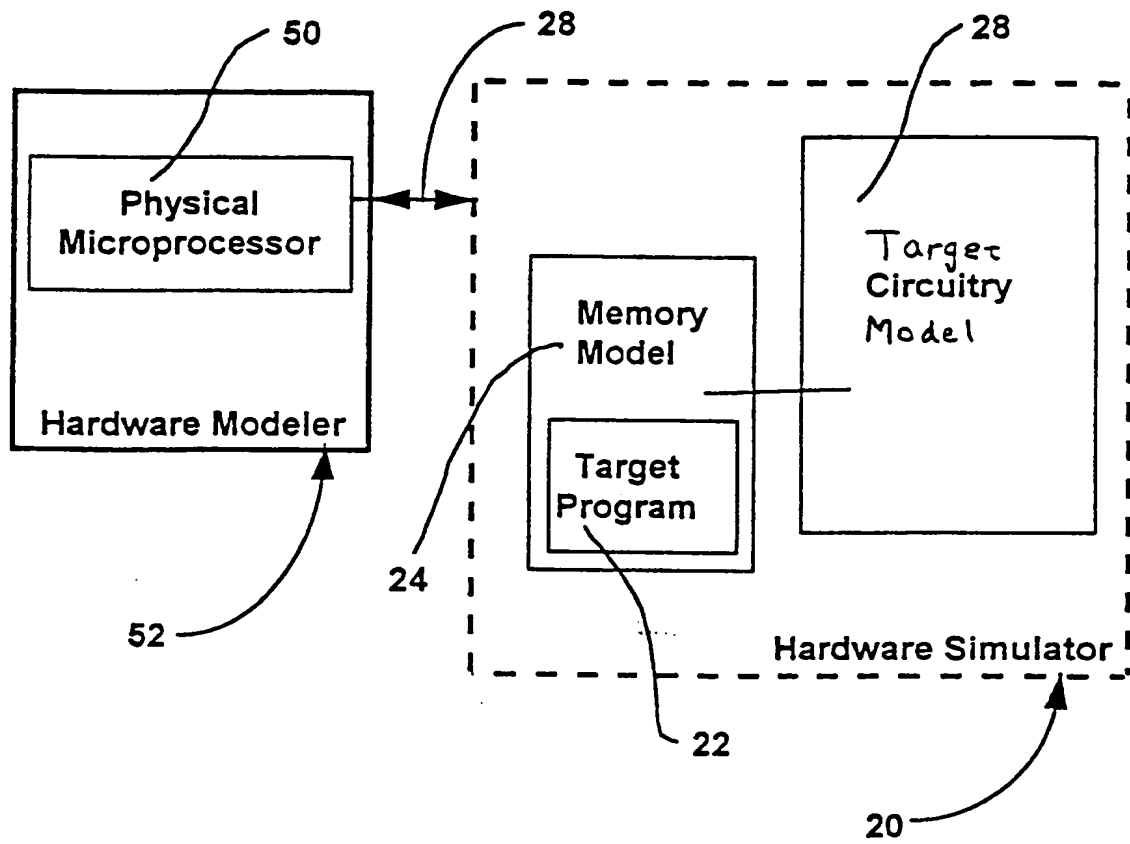 50
28
28
Physical
Microprocessor
Hardware Modeler
52
Memory
Model
24
Target
Program
22
Target
Circuitry
Model
Hardware Simulator
20